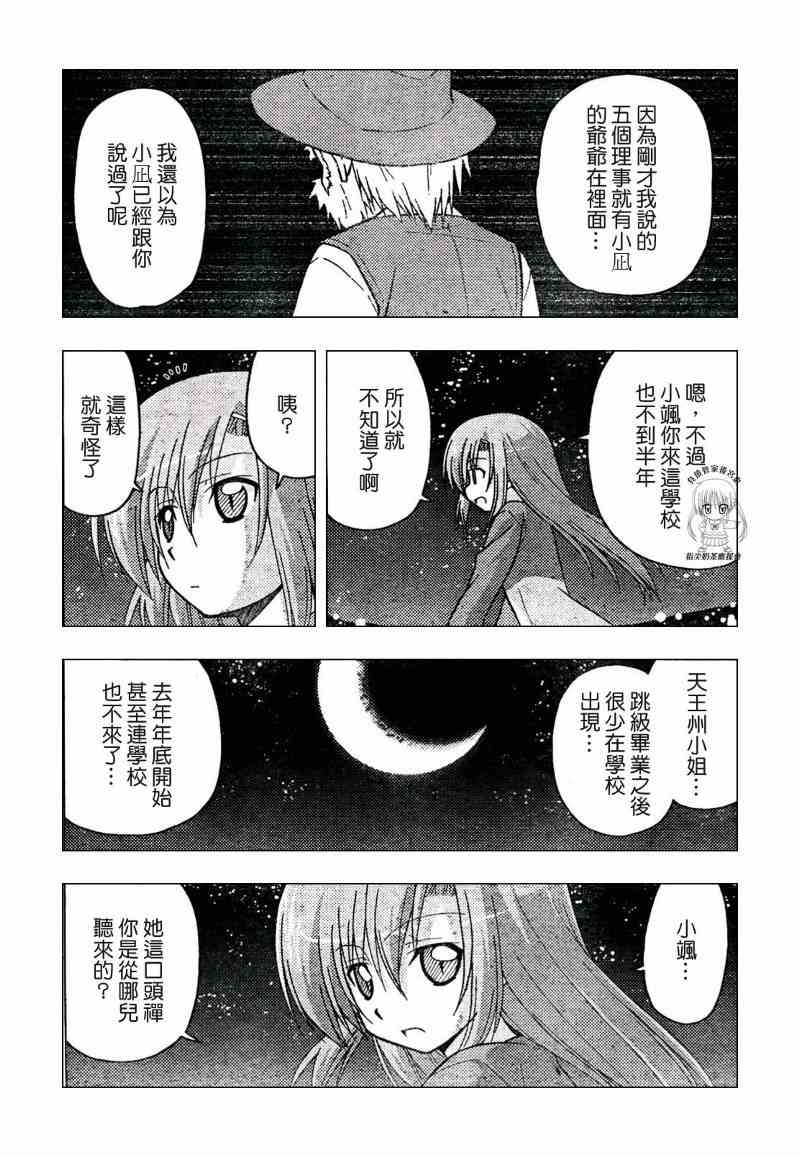 因為剛才我說的
五個理事就有小凪
的爺爺在裡面…
我還以為
小凪已經跟你
說過了呢
嗯，不過
小颯你來這學校
也不到半年
所以就
不知道了啊
咦？
這樣
就奇怪了
天王州小姐…
跳級畢業之後
很少在學校
出現…
去年年底開始
甚至連學校
也不來了…
小颯…
她這口頭禪
你是從哪兒
聽來的？